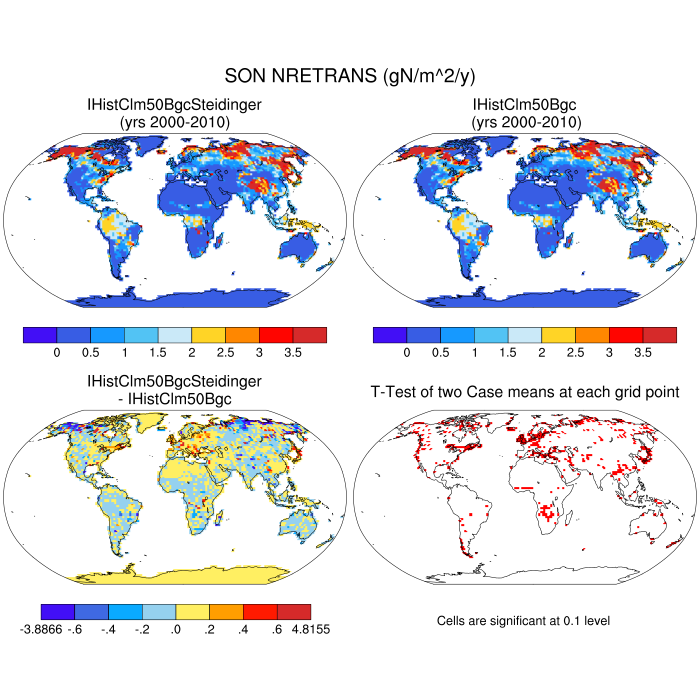 SON NRETRANS (gN/m^2/y)
IHistClm50BgcSteidinger
(yrs 2000-2010)
IHistClm50Bgc
(yrs 2000-2010)
0 0.5 1 1.5 2 2.5 3 3.5
0 0.5 1 1.5 2 2.5 3 3.5
IHistClm50BgcSteidinger
- IHistClm50Bgc
T-Test of two Case means at each grid point
-3.8866 -.6 -.4 -.2 .0 .2 .4 .6 4.8155
Cells are significant at 0.1 level